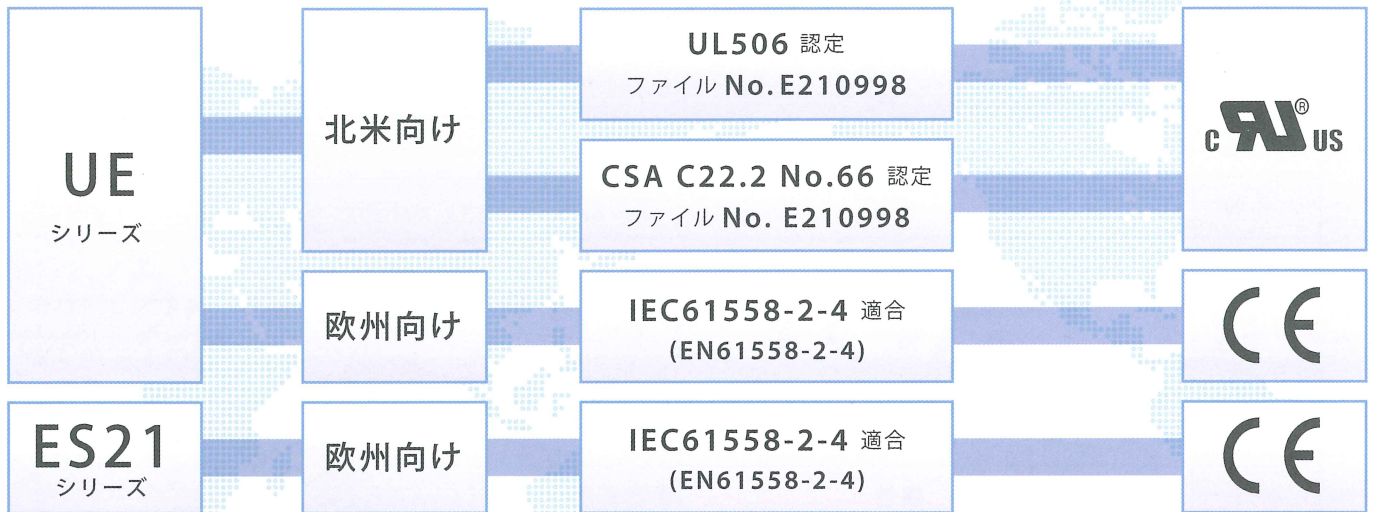 UE
シリーズ
北米向け
UL506 認定
ファイル No. E210998
CSA C22.2 No.66 認定
ファイル No. E210998
C RU® US
欧州向け
IEC61558-2-4 適合
(EN61558-2-4)
CE
ES21
シリーズ
欧州向け
IEC61558-2-4 適合
(EN61558-2-4)
CE